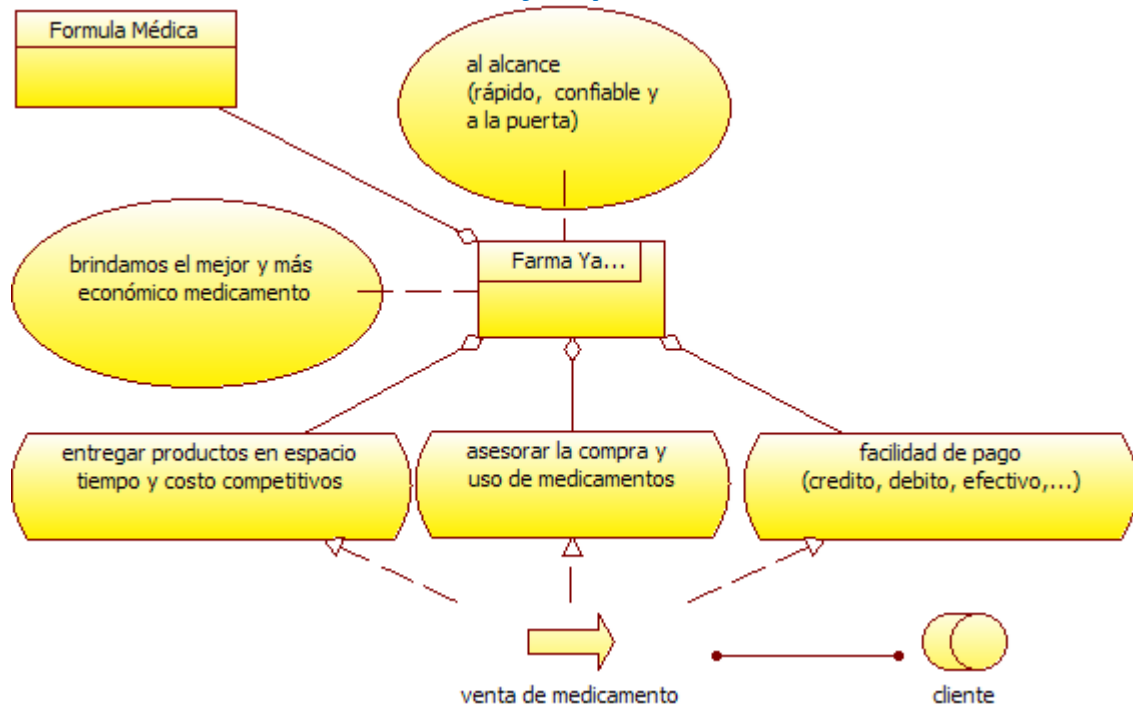 Formula Médica
al alcance
(rápido, confiable y
a la puerta)
brindamos el mejor y más
económico medicamento
Farma Ya...
entregar productos en espacio
tiempo y costo competitivos
asesorar la compra y
uso de medicamentos
facilidad de pago
(credito, debito, efectivo,...)
venta de medicamento
cliente